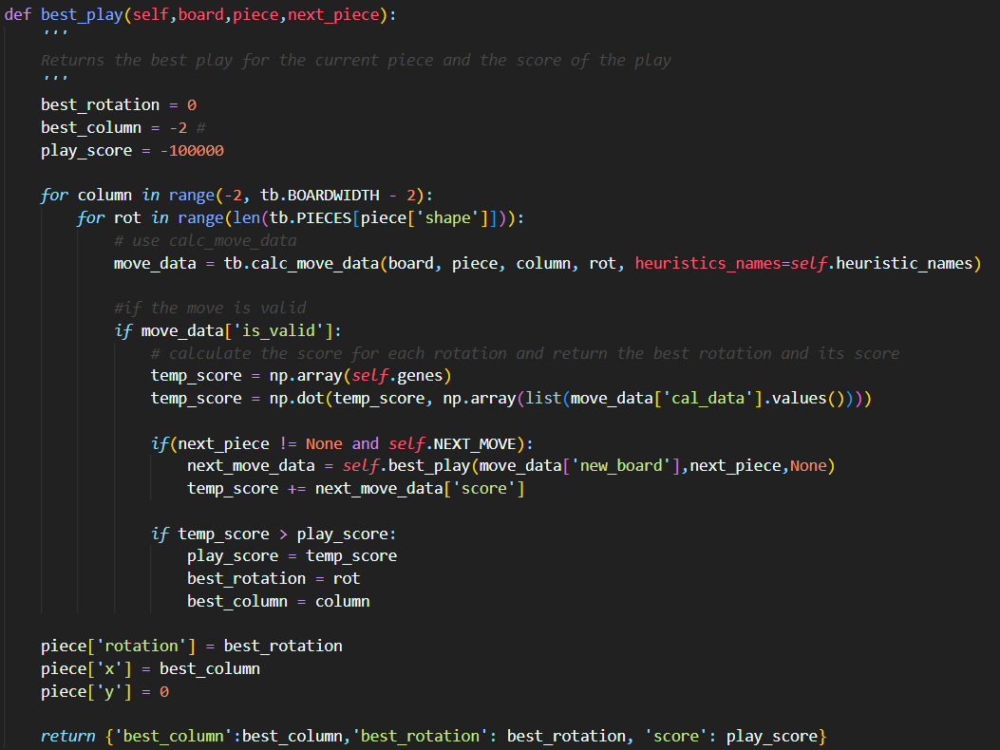 def best_play(self,board,piece,next_piece):
    '''
    Returns the best play for the current piece and the score of the play
    '''
    best_rotation = 0
    best_column = -2 #
    play_score = -100000

    for column in range(-2, tb.BOARDWIDTH - 2):
        for rot in range(len(tb.PIECES[piece['shape']])):
            # use calc_move_data
            move_data = tb.calc_move_data(board, piece, column, rot, heuristics_names=self.heuristic_names)

            #if the move is valid
            if move_data['is_valid']:
                # calculate the score for each rotation and return the best rotation and its score
                temp_score = np.array(self.genes)
                temp_score = np.dot(temp_score, np.array(list(move_data['cal_data'].values())))

                if(next_piece != None and self.NEXT_MOVE):
                    next_move_data = self.best_play(move_data['new_board'],next_piece,None)
                    temp_score += next_move_data['score']

                if temp_score > play_score:
                    play_score = temp_score
                    best_rotation = rot
                    best_column = column

    piece['rotation'] = best_rotation
    piece['x'] = best_column
    piece['y'] = 0

    return {'best_column':best_column,'best_rotation': best_rotation, 'score': play_score}